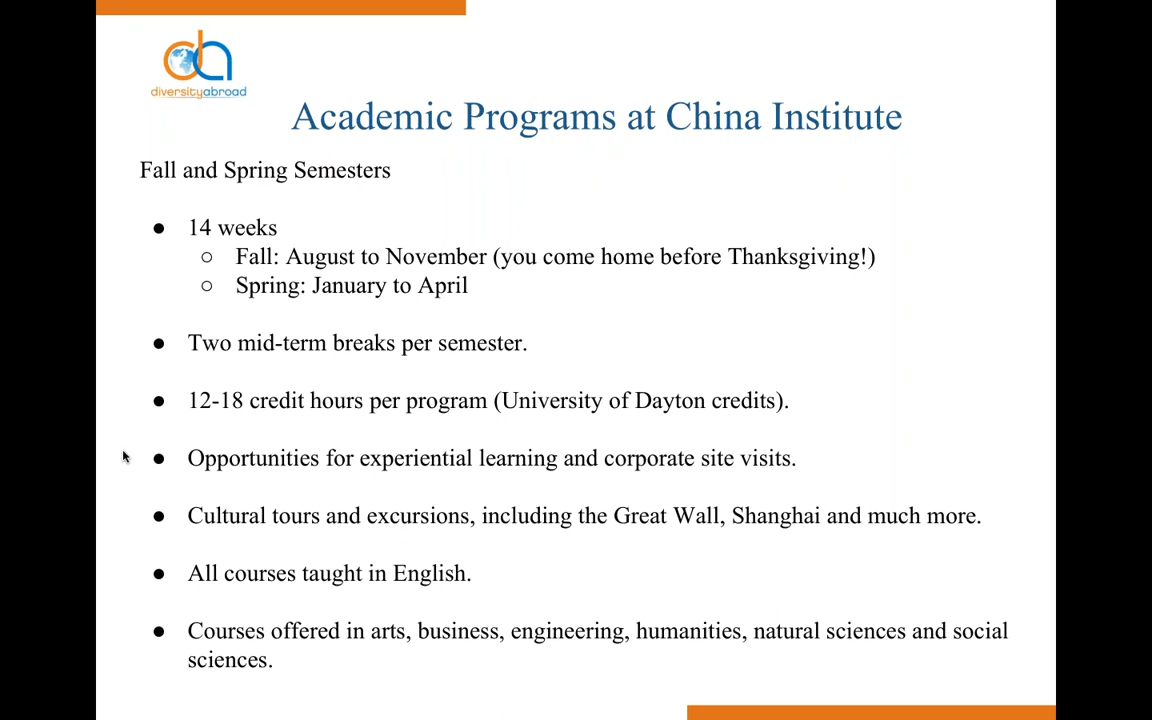 diversityabroad
Academic Programs at China Institute
Fall and Spring Semesters
● 14 weeks
○ Fall: August to November (you come home before Thanksgiving!)
○ Spring: January to April
● Two mid-term breaks per semester.
● 12-18 credit hours per program (University of Dayton credits).
● Opportunities for experiential learning and corporate site visits.
● Cultural tours and excursions, including the Great Wall, Shanghai and much more.
● All courses taught in English.
● Courses offered in arts, business, engineering, humanities, natural sciences and social
sciences.